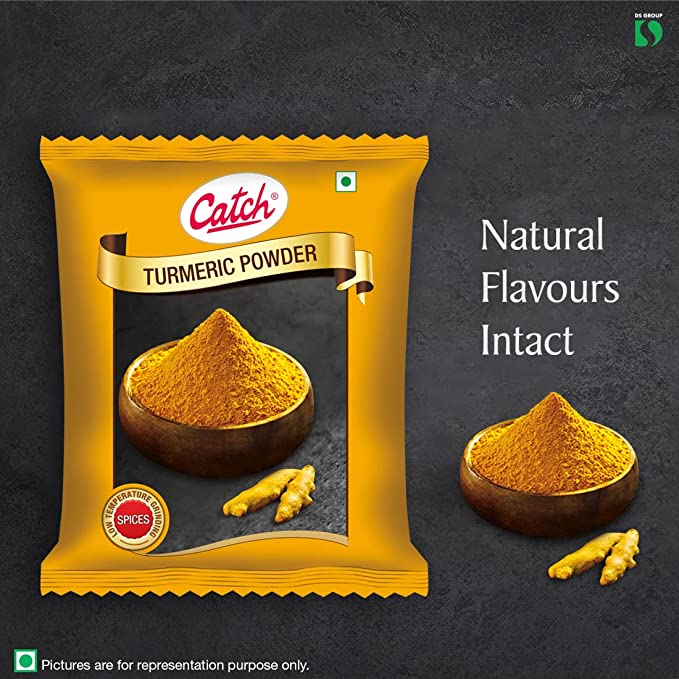 DS GROUP
Catch®
TURMERIC POWDER
LOW TEMPERATURE GRINDING
SPICES
Natural
Flavours
Intact
Pictures are for representation purpose only.